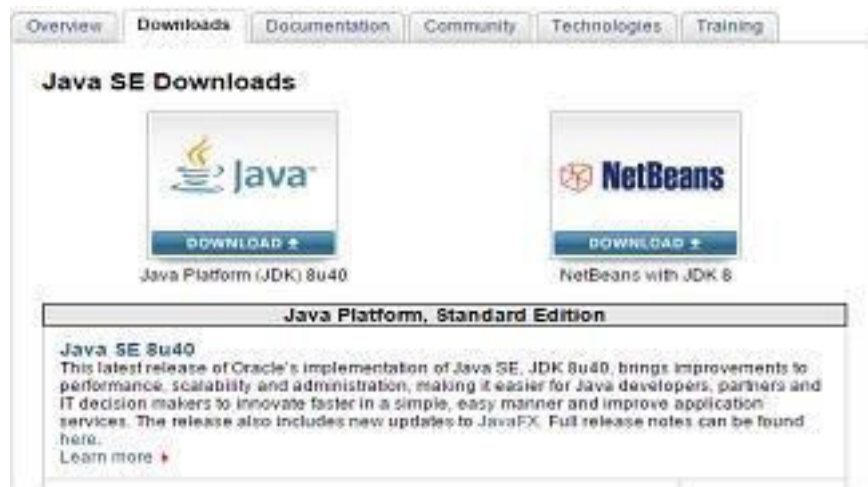 Overview Downloads Documentation Community Technologies Training
Java SE Downloads
Java™ NetBeans
DOWNLOAD DOWNLOAD
Java Platform (JDK) 8u40 NetBeans with JDK 8
Java Platform, Standard Edition
Java SE 8u40
This latest release of Oracle's implementation of Java SE, JDK 8u40, brings improvements to
performance, scalability and administration, making it easier for Java developers, partners and
IT decision makers to innovate faster in a simple, easy manner and improve application
services. The release also includes new updates to JavaFX. Full release notes can be found
here.
Learn more